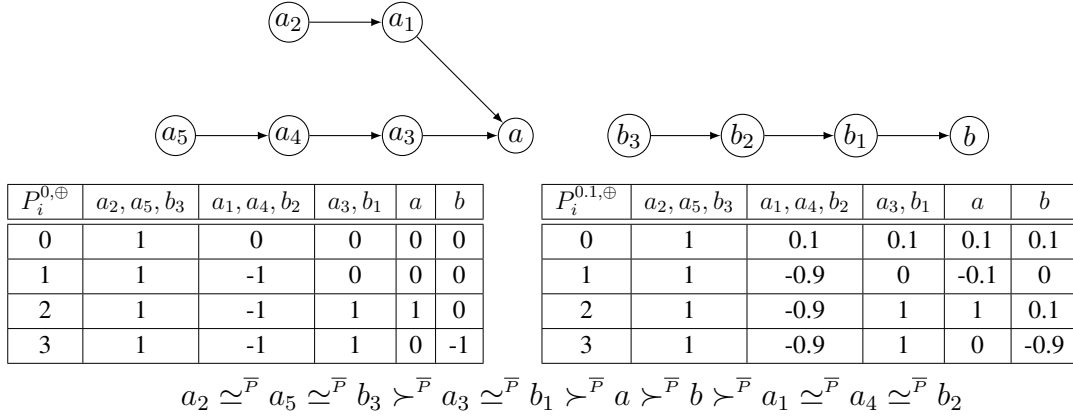 a₂ a₁
a₅ a₄ a₃ a b₃ b₂ b₁ b
Pᵢ^{0,⊕} a₂, a₅, b₃ a₁, a₄, b₂ a₃, b₁ a b
0 1 0 0 0 0
1 1 -1 0 0 0
2 1 -1 1 1 0
3 1 -1 1 0 -1
Pᵢ^{0.1,⊕} a₂, a₅, b₃ a₁, a₄, b₂ a₃, b₁ a b
0 1 0.1 0.1 0.1 0.1
1 1 -0.9 0 -0.1 0
2 1 -0.9 1 1 0.1
3 1 -0.9 1 0 -0.9
a₂ ≃^{P̅} a₅ ≃^{P̅} b₃ ≻^{P̅} a₃ ≃^{P̅} b₁ ≻^{P̅} a ≻^{P̅} b ≻^{P̅} a₁ ≃^{P̅} a₄ ≃^{P̅} b₂